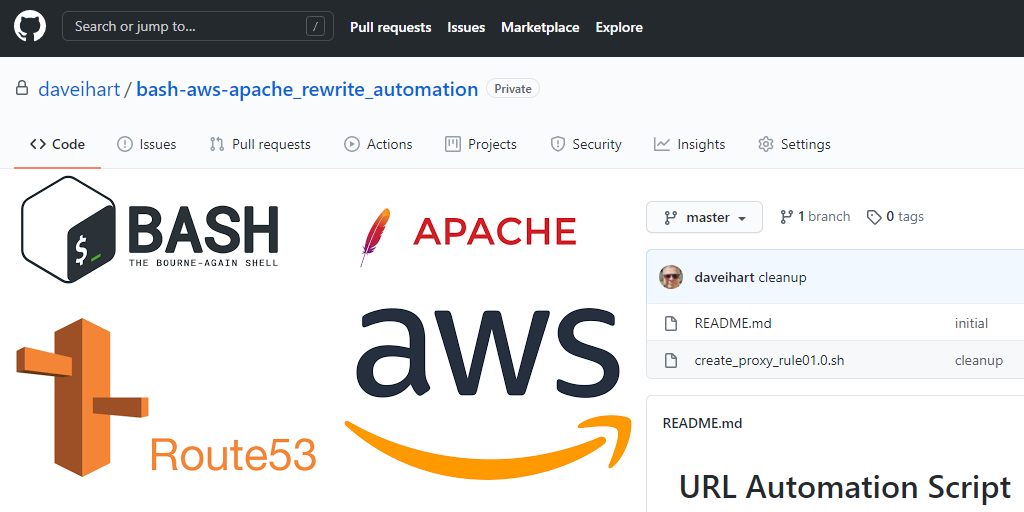 Search or jump to... / Pull requests Issues Marketplace Explore
daveihart / bash-aws-apache_rewrite_automation Private
Code Issues Pull requests Actions Projects Security Insights Settings
$_
BASH
THE BOURNE-AGAIN SHELL
APACHE
Route53
aws
master 1 branch 0 tags
daveihart cleanup
README.md initial
create_proxy_rule01.0.sh cleanup
README.md
URL Automation Script